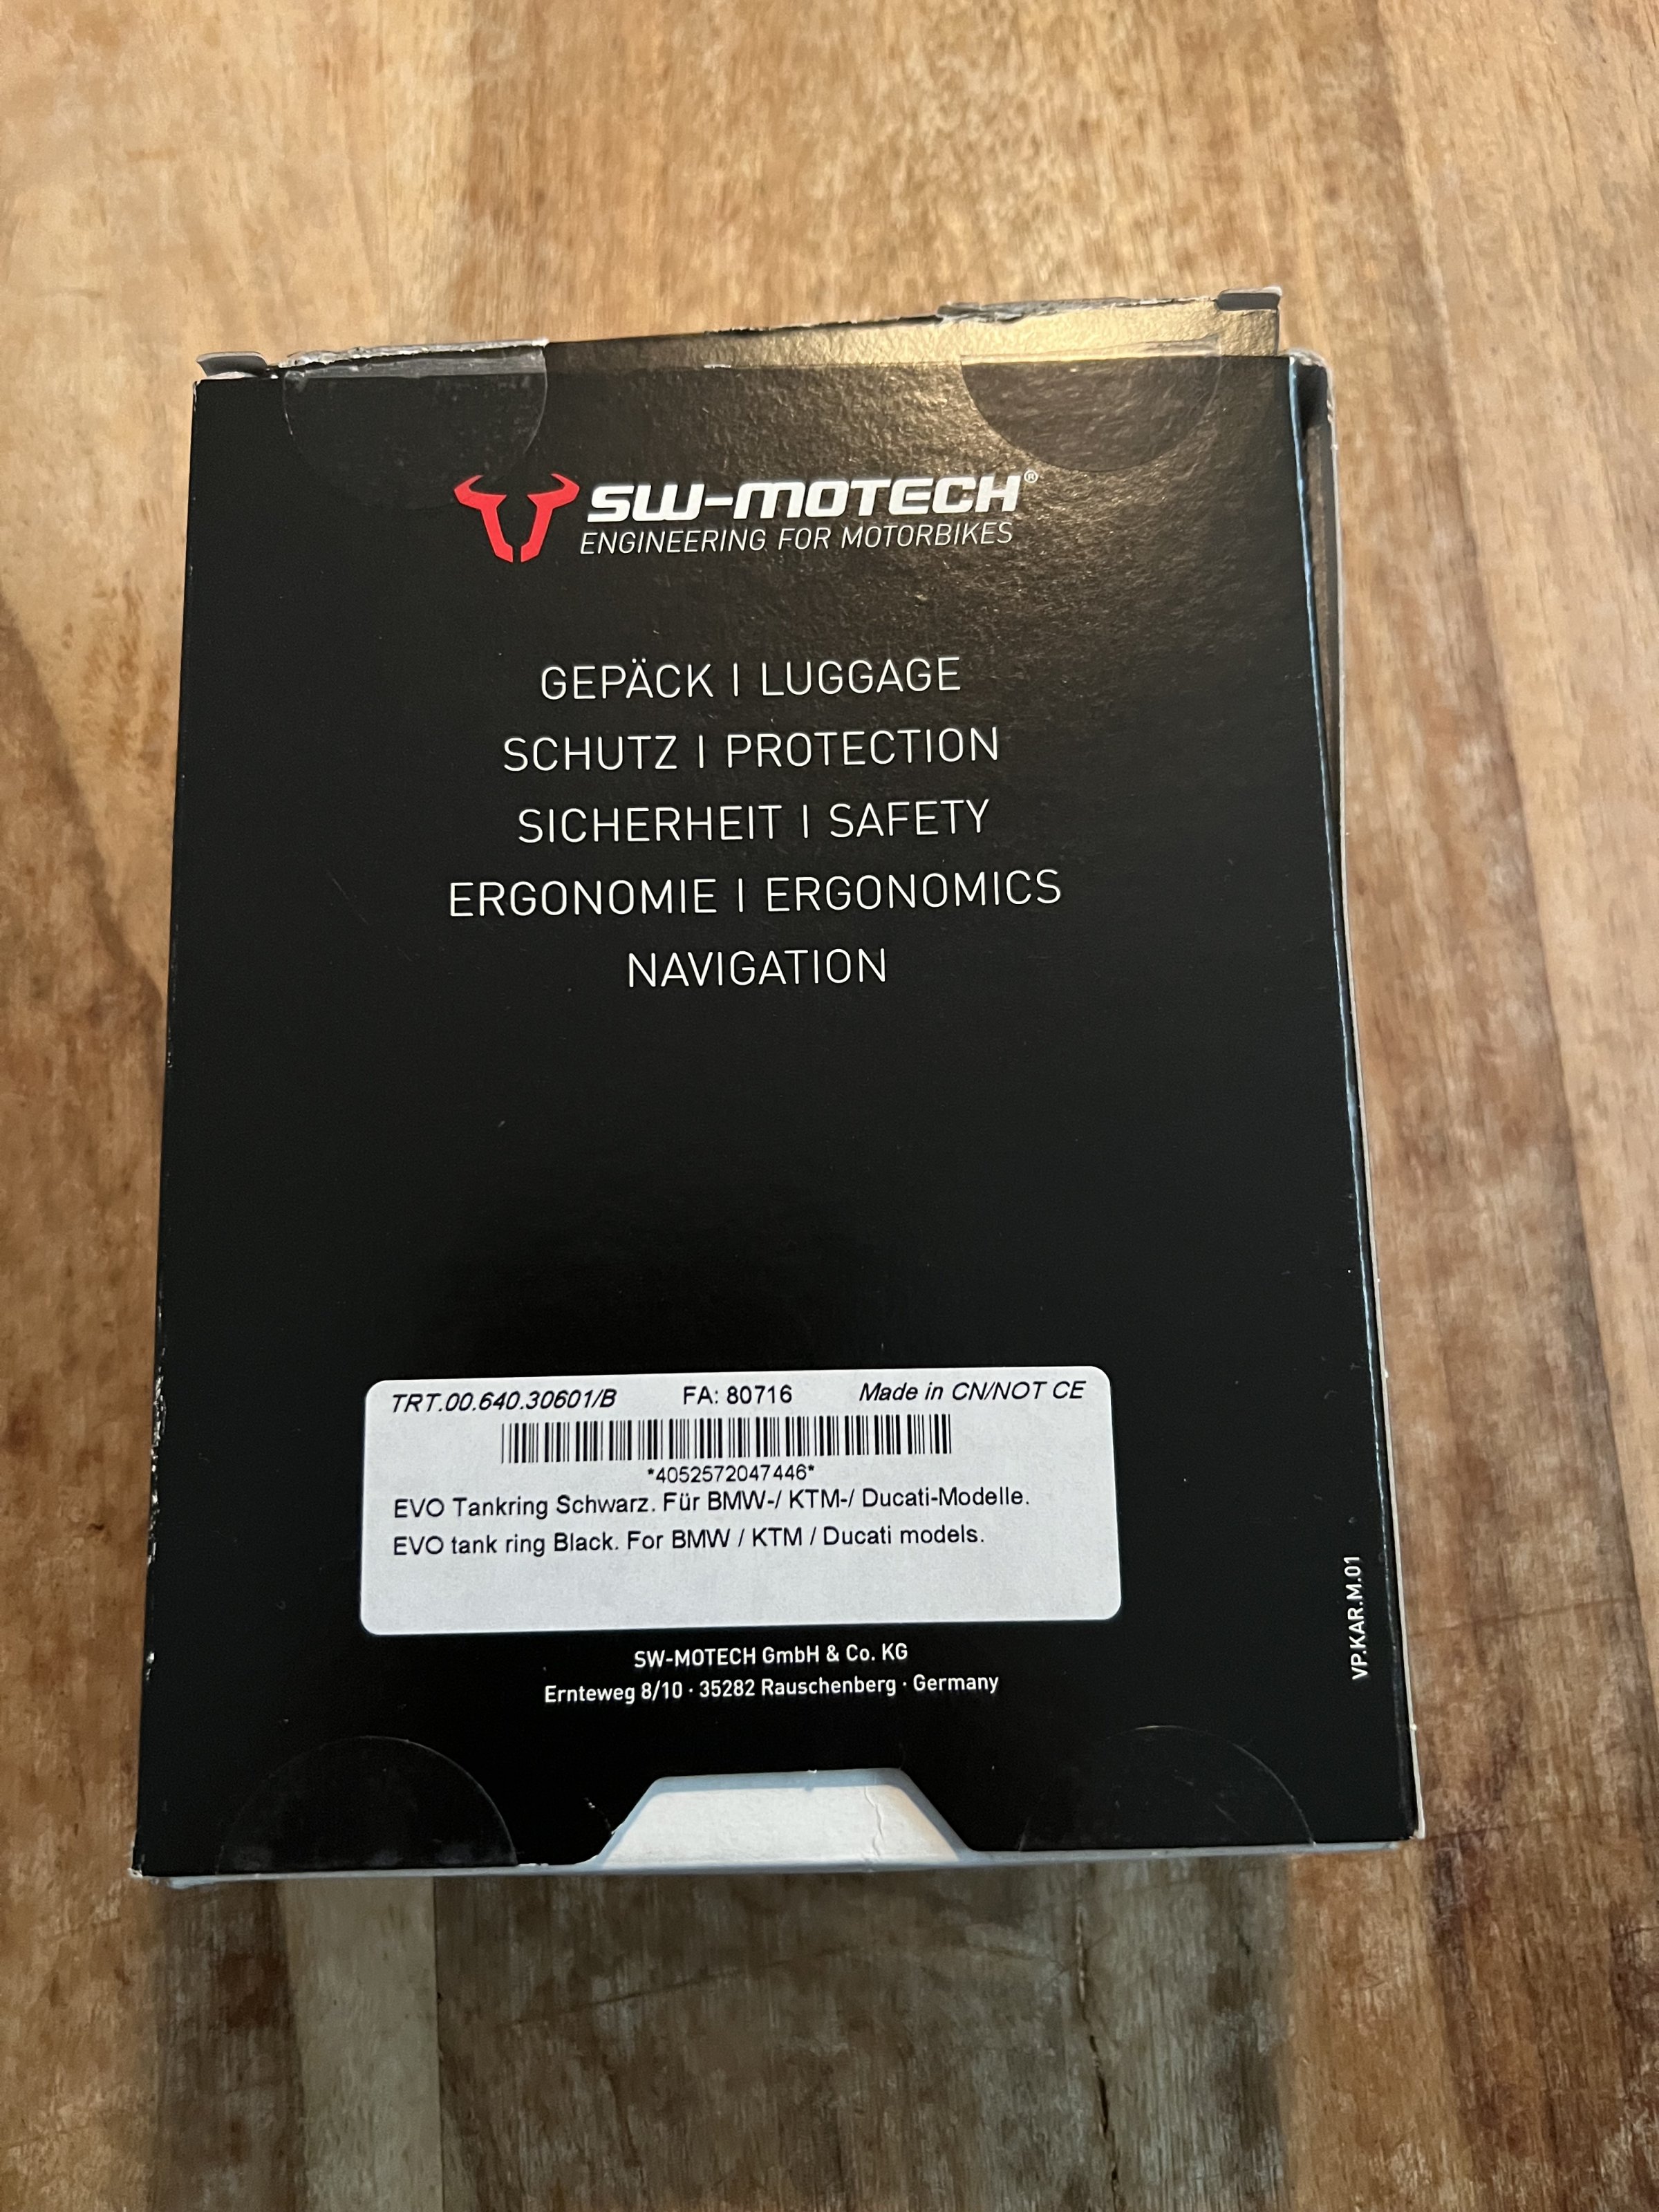 SW-MOTECH®
ENGINEERING FOR MOTORBIKES
GEPÄCK | LUGGAGE
SCHUTZ | PROTECTION
SICHERHEIT | SAFETY
ERGONOMIE | ERGONOMICS
NAVIGATION
TRT.00.640.30601/B FA: 80716 Made in CN/NOT CE
*4052572047446*
EVO Tankring Schwarz. Für BMW-/ KTM-/ Ducati-Modelle.
EVO tank ring Black. For BMW / KTM / Ducati models.
SW-MOTECH GmbH & Co. KG
Ernteweg 8/10 · 35282 Rauschenberg · Germany
VP.KAR.M.01